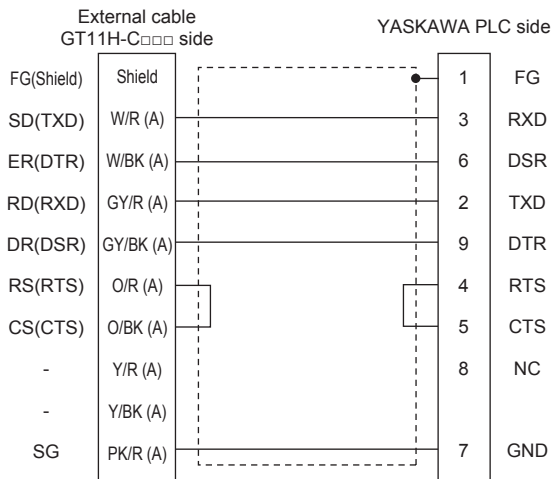 External cable
GT11H-C□□□ side
YASKAWA PLC side
FG(Shield) Shield 1 FG
SD(TXD) W/R (A) 3 RXD
ER(DTR) W/BK (A) 6 DSR
RD(RXD) GY/R (A) 2 TXD
DR(DSR) GY/BK (A) 9 DTR
RS(RTS) O/R (A) 4 RTS
CS(CTS) O/BK (A) 5 CTS
- Y/R (A) 8 NC
- Y/BK (A)
SG PK/R (A) 7 GND